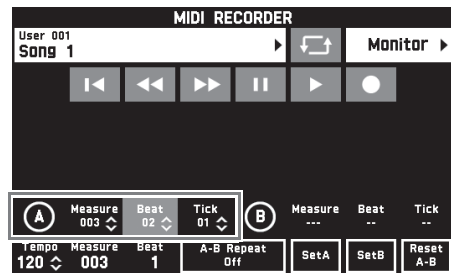 MIDI RECORDER
User 001
Song 1
Monitor
A Measure Beat Tick B Measure Beat Tick
003 02 01 --- -- --
Tempo Measure Beat A-B Repeat SetA SetB Reset
120 003 1 Off A-B